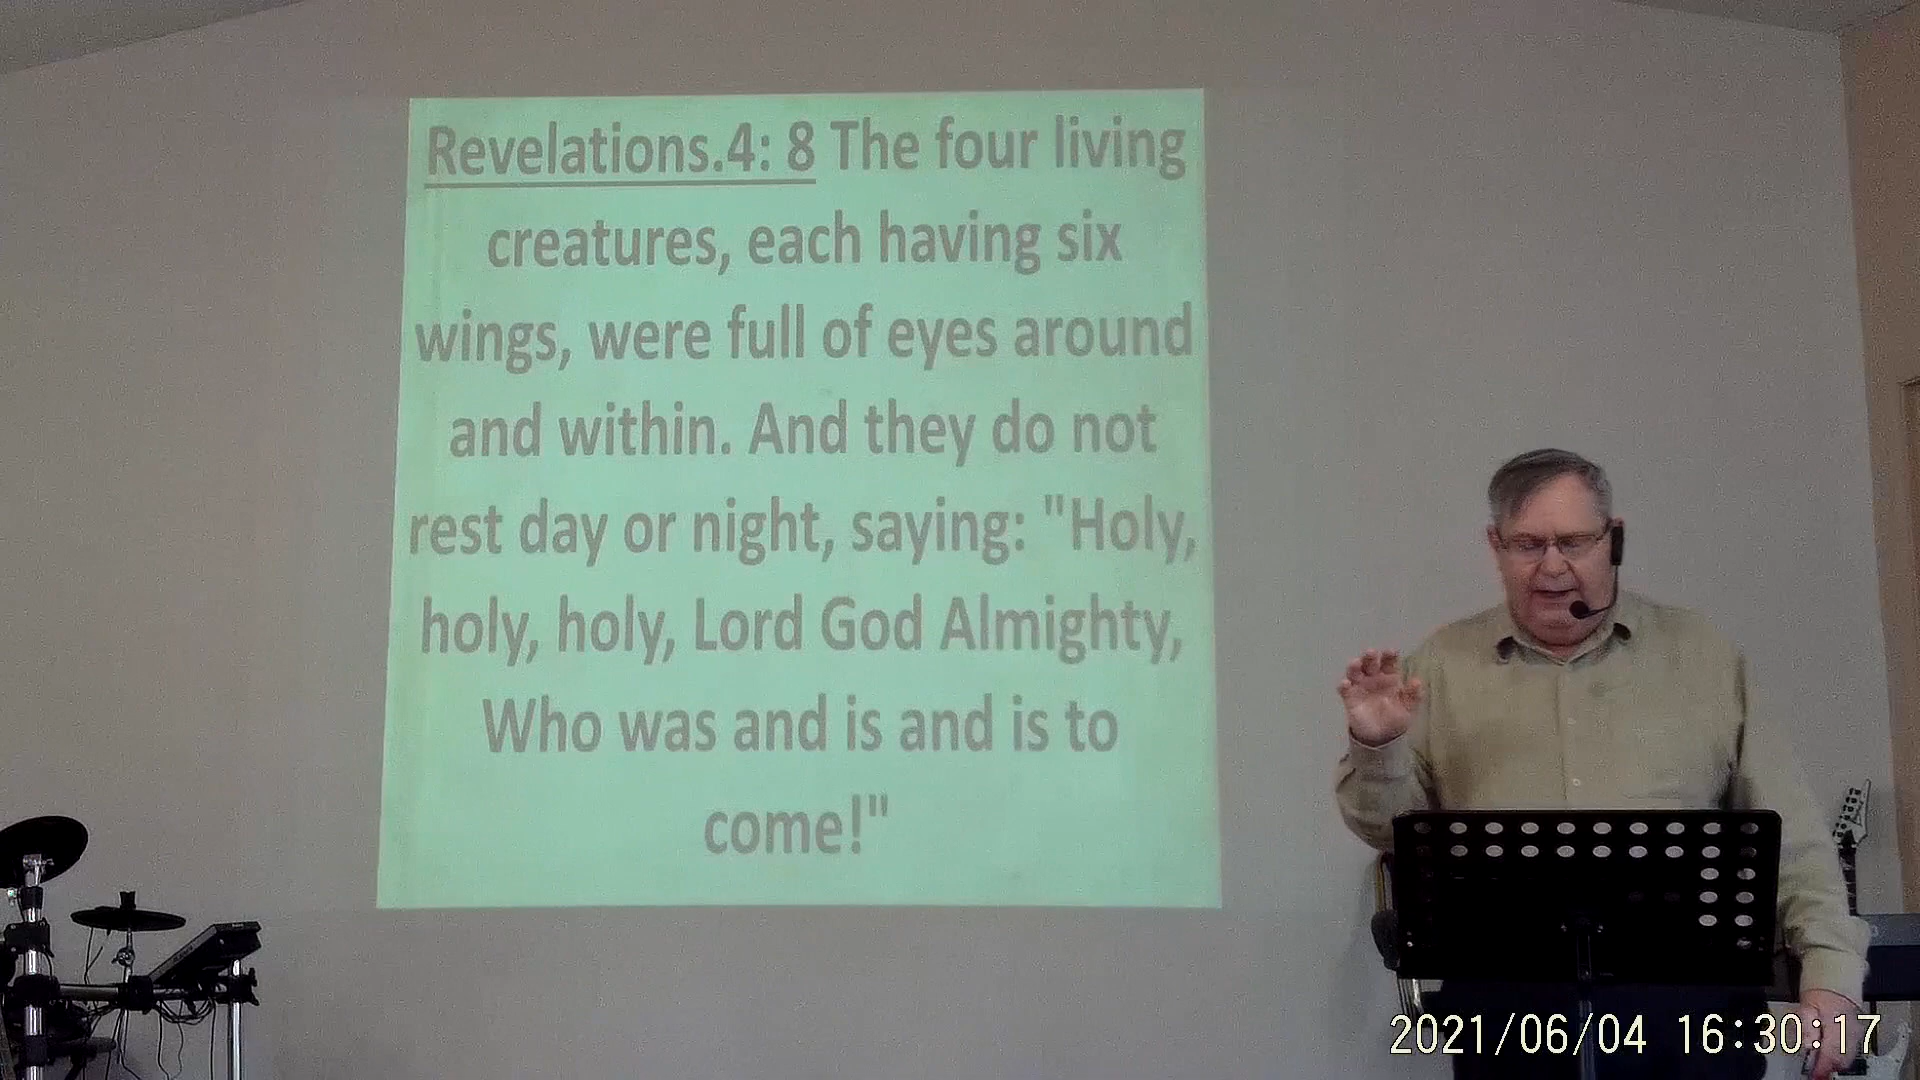 Revelations.4: 8 The four living
creatures, each having six
wings, were full of eyes around
and within. And they do not
rest day or night, saying: "Holy,
holy, holy, Lord God Almighty,
Who was and is and is to
come!"
2021/06/04 16:30:17